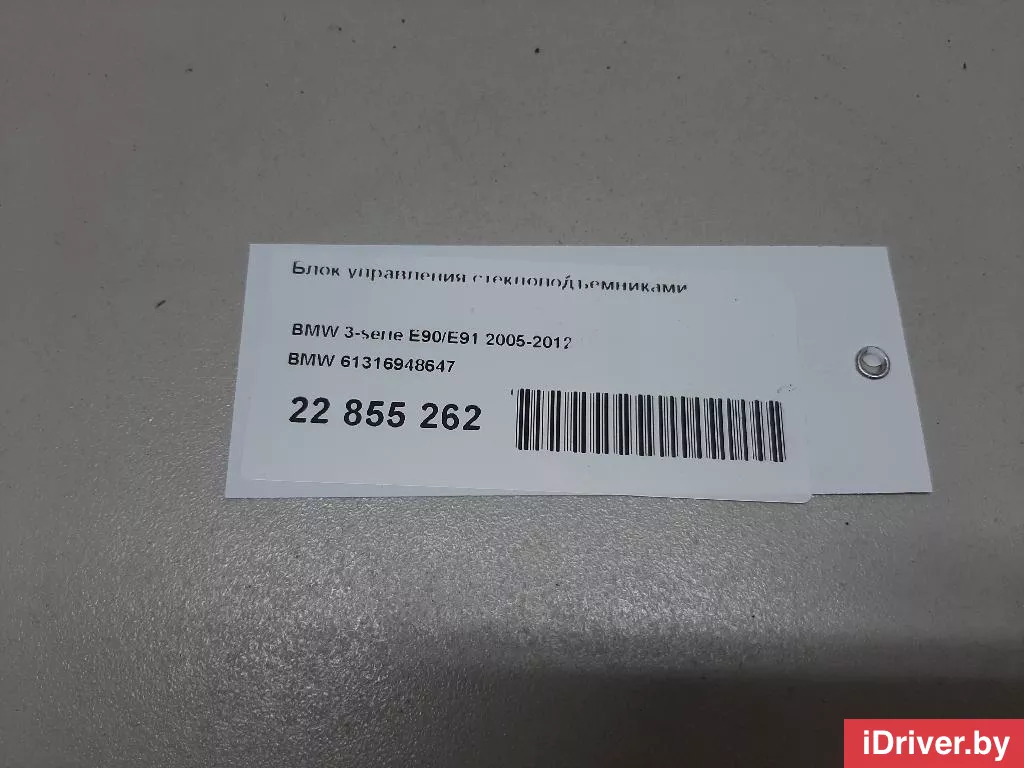 Блок управления стеклоподъемниками
BMW 3-serie E90/E91 2005-2012
BMW 61316948647
22 855 262
iDriver.by